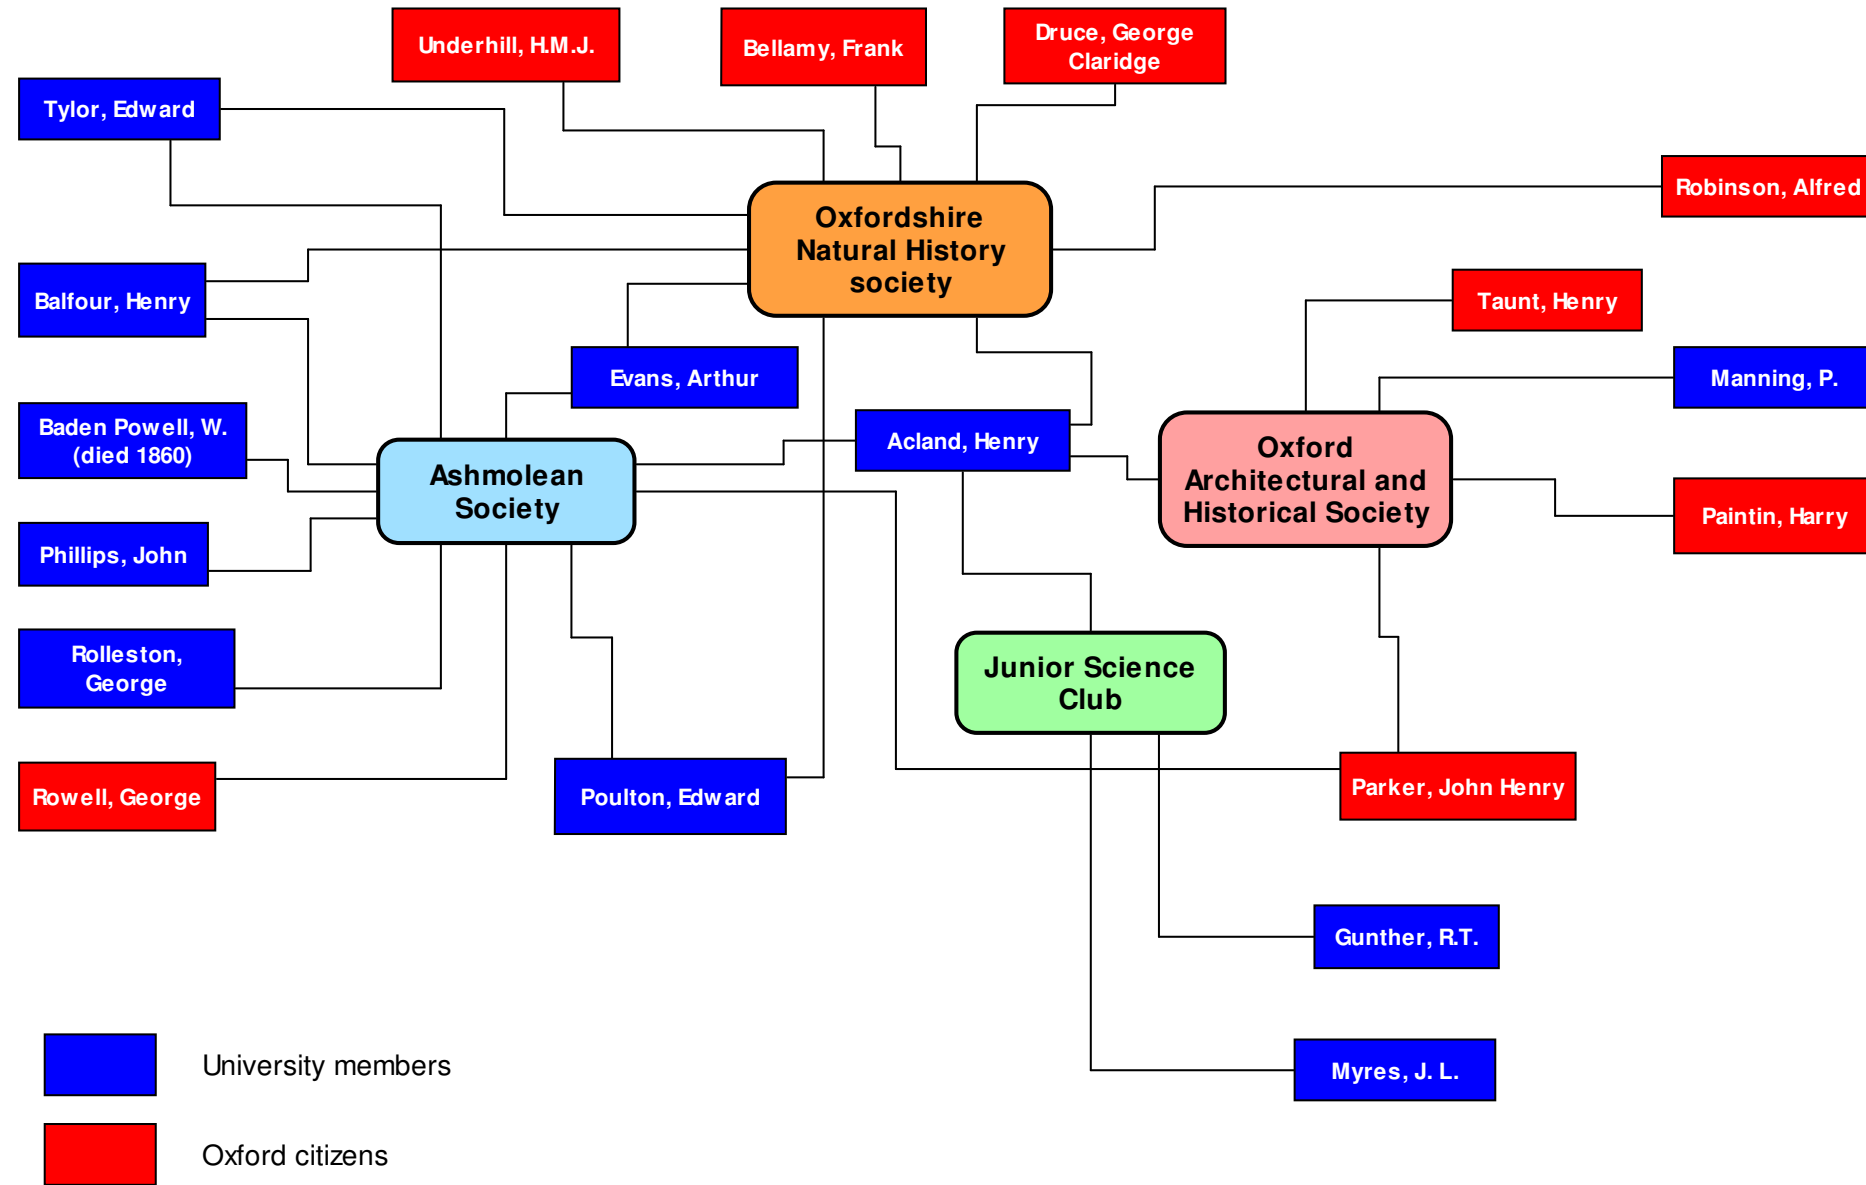 Underhill, H.M.J.
Bellamy, Frank
Druce, George
Claridge
Tylor, Edward
Robinson, Alfred
Oxfordshire
Natural History
society
Balfour, Henry
Taunt, Henry
Evans, Arthur
Manning, P.
Baden Powell, W.
(died 1860)
Acland, Henry
Oxford
Architectural and
Historical Society
Ashmolean
Society
Paintin, Harry
Phillips, John
Rolleston,
George
Junior Science
Club
Rowell, George
Poulton, Edward
Parker, John Henry
Gunther, R.T.
Myres, J. L.
University members
Oxford citizens